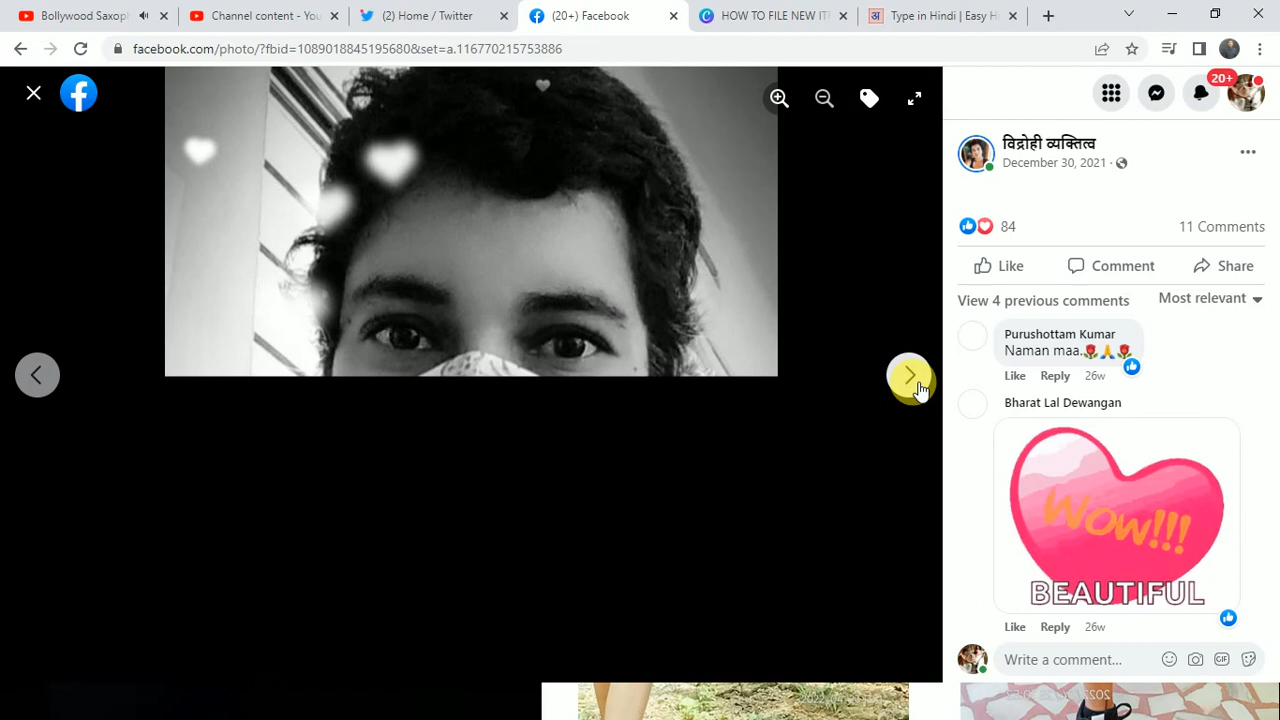 Bollywood Saxoph
Channel comment - You
(2) Home / Twitter
(20+) Facebook
HOW TO FILE NEW ITR
Type in Hindi | Easy H
facebook.com/photo/?fbid=1089018845195680&set=a.116770215753886
20+
विद्रोही व्यक्तित्व
December 30, 2021 ·
84
11 Comments
Like
Comment
Share
View 4 previous comments
Most relevant
Purushottam Kumar
Naman maa.🌹🙏🌹
Like Reply 26w
Bharat Lal Dewangan
Wow!!!
BEAUTIFUL
Like Reply 26w
Write a comment...
GIF